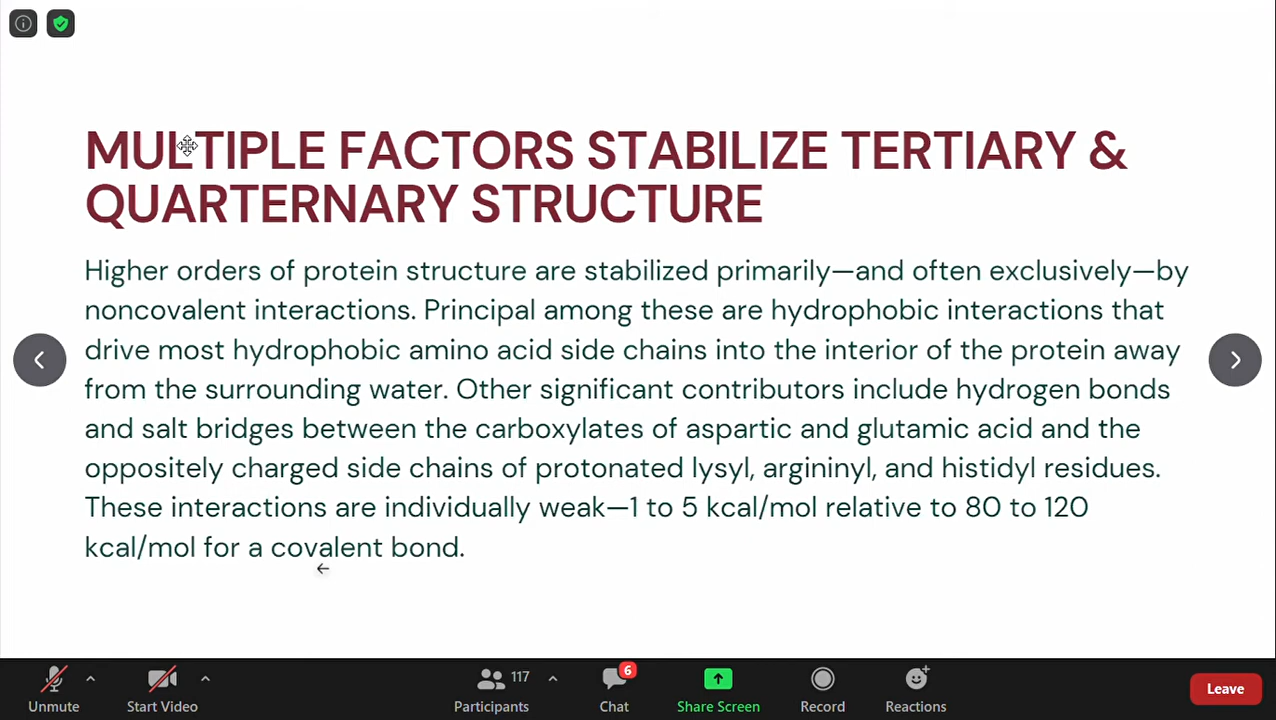 MULTIPLE FACTORS STABILIZE TERTIARY &
QUARTERNARY STRUCTURE
Higher orders of protein structure are stabilized primarily—and often exclusively—by
noncovalent interactions. Principal among these are hydrophobic interactions that
drive most hydrophobic amino acid side chains into the interior of the protein away
from the surrounding water. Other significant contributors include hydrogen bonds
and salt bridges between the carboxylates of aspartic and glutamic acid and the
oppositely charged side chains of protonated lysyl, argininyl, and histidyl residues.
These interactions are individually weak—1 to 5 kcal/mol relative to 80 to 120
kcal/mol for a covalent bond.
117
6
Unmute
Start Video
Participants
Chat
Share Screen
Record
Reactions
Leave